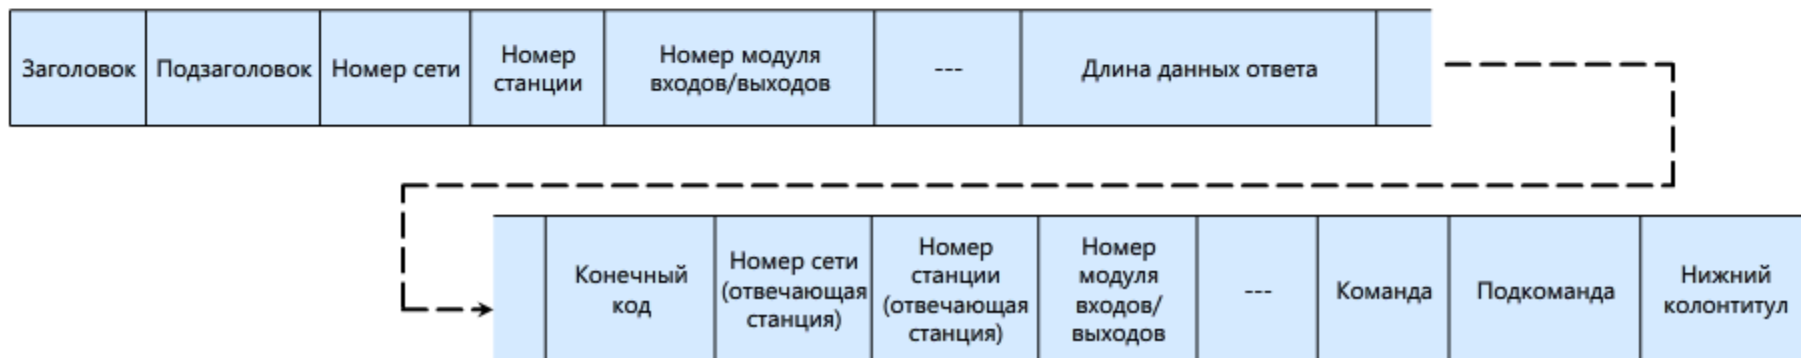 Заголовок
Подзаголовок
Номер сети
Номер
станции
Номер модуля
входов/выходов
---
Длина данных ответа
Конечный
код
Номер сети
(отвечающая
станция)
Номер
станции
(отвечающая
станция)
Номер
модуля
входов/
выходов
---
Команда
Подкоманда
Нижний
колонтитул